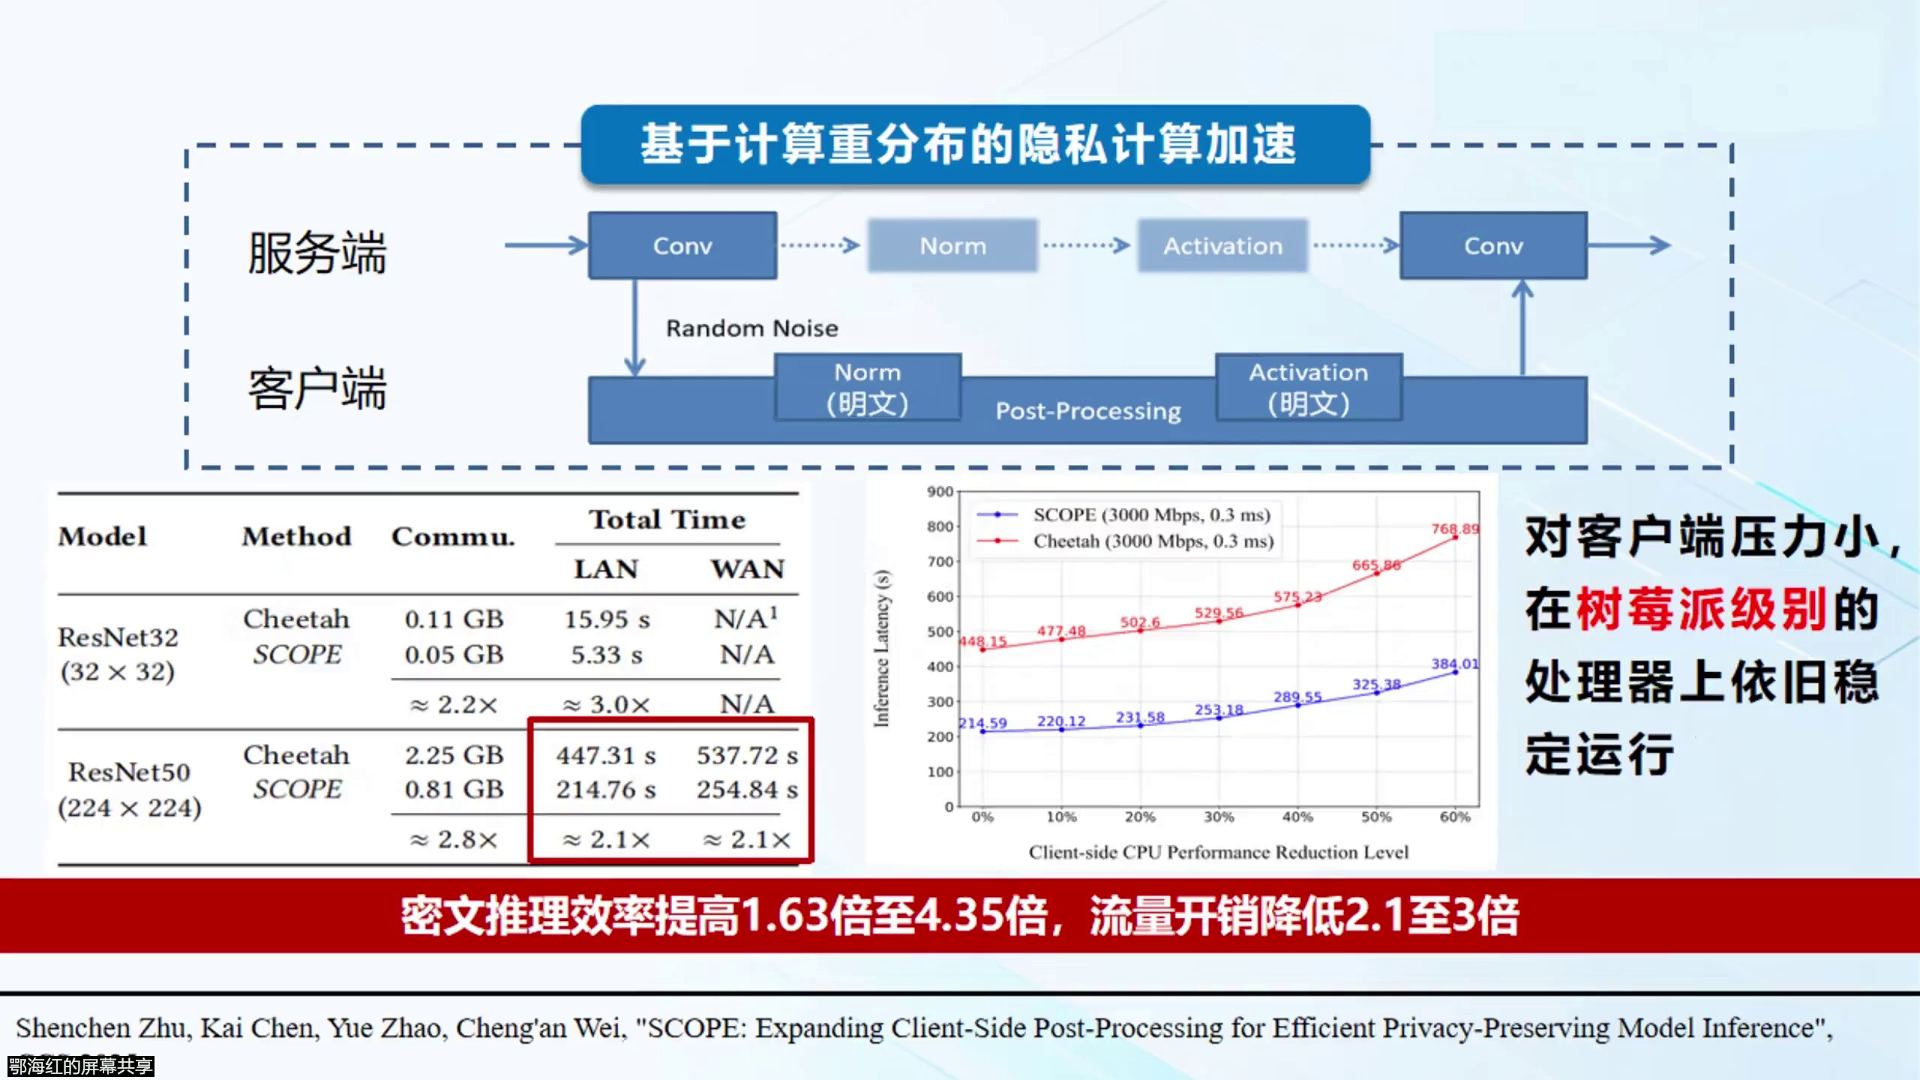 基于计算重分布的隐私计算加速
服务端
Conv
Norm
Activation
Conv
Random Noise
客户端
Norm
(明文)
Post-Processing
Activation
(明文)
Model Method Commu. Total Time
LAN WAN
ResNet32
(32 × 32)
Cheetah 0.11 GB 15.95 s N/A¹
SCOPE 0.05 GB 5.33 s N/A
≈ 2.2× ≈ 3.0× N/A
ResNet50
(224 × 224)
Cheetah 2.25 GB 447.31 s 537.72 s
SCOPE 0.81 GB 214.76 s 254.84 s
≈ 2.8× ≈ 2.1× ≈ 2.1×
SCOPE (3000 Mbps, 0.3 ms)
Cheetah (3000 Mbps, 0.3 ms)
Inference Latency (s)
900
800
700
600
500
400
300
200
100
0
448.15 477.48 502.6 529.56 575.23 665.86 768.89
214.59 220.12 231.58 253.18 289.55 325.38 384.01
0% 10% 20% 30% 40% 50% 60%
Client-side CPU Performance Reduction Level
对客户端压力小，
在树莓派级别的
处理器上依旧稳
定运行
密文推理效率提高1.63倍至4.35倍，流量开销降低2.1至3倍
Shenchen Zhu, Kai Chen, Yue Zhao, Cheng'an Wei, "SCOPE: Expanding Client-Side Post-Processing for Efficient Privacy-Preserving Model Inference",
鄂海红的屏幕共享